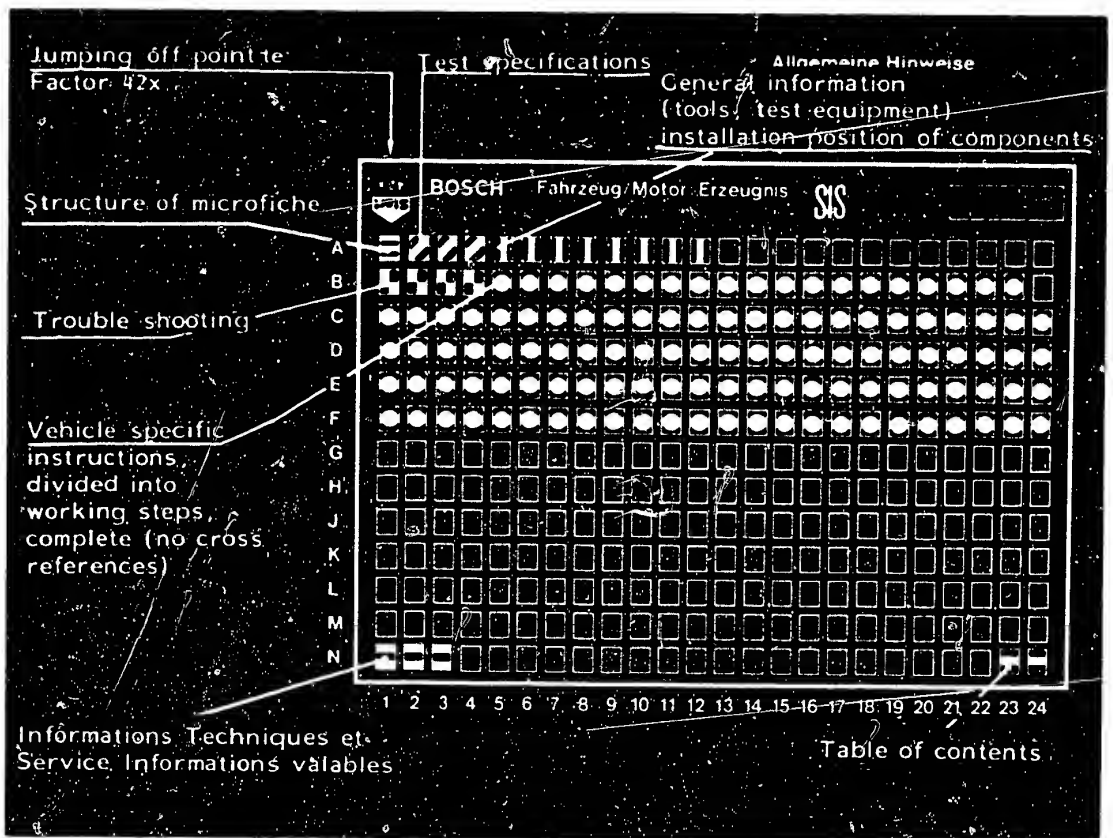 Jumping off point te
Factor 42x
Test specifications
Allgemeine Hinweise
General information
(tools, test equipment)
installation position of components
BOSCH Fahrzeug/Motor Erzeugnis SIS
Structure of microfiche
A
B
Trouble shooting
C
D
E
F
Vehicle specific
instructions,
divided into
working steps,
complete (no cross
references)
G
H
J
K
L
M
N
1 2 3 4 5 6 7 8 9 10 11 12 13 14 15 16 17 18 19 20 21 22 23 24
Informations Techniques et
Service Informations valables
Table of contents